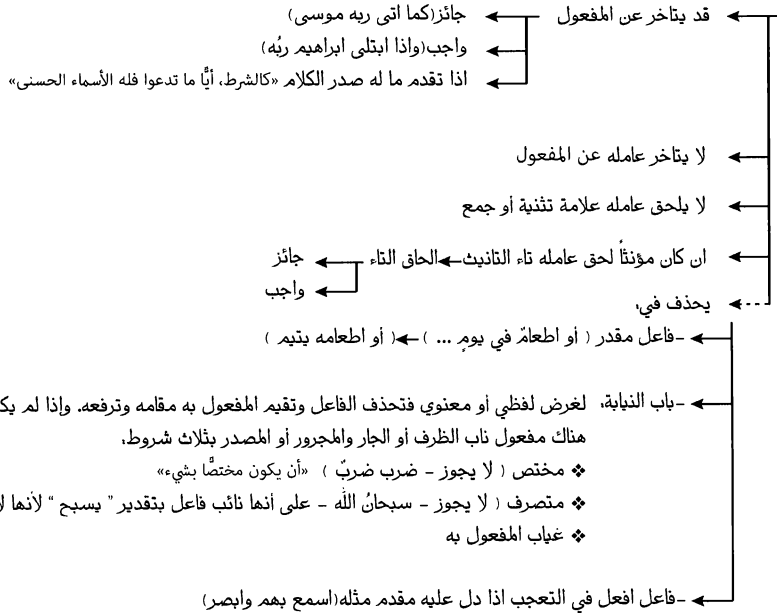 قد يتاخر عن المفعول
جائز(كما اتى ربه موسى)
واجب(واذا ابتلى ابراهيم ربُه)
اذا تقدم ما له صدر الكلام «كالشرط، أيًّا ما تدعوا فله الأسماء الحسنى»
لا يتاخر عامله عن المفعول
لا يلحق عامله علامة تثنية أو جمع
ان كان مؤنثاً لحق عامله تاء التانيث الحاق التاء
جائز
واجب
يحذف في:
-فاعل مقدر ( أو اطعامٌ في يومٍ ... ) ( أو اطعامه يتيم )
-باب النيابة: لغرض لفظي أو معنوي فتحذف الفاعل وتقيم المفعول به مقامه وترفعه. وإذا لم يك
هناك مفعول ناب الظرف أو الجار والمجرور أو المصدر بثلاث شروط:
❖ مختص ( لا يجوز - ضرب ضربٌ ) «أن يكون مختصًّا بشيء»
❖ متصرف ( لا يجوز - سبحانُ الله - على أنها نائب فاعل بتقدير " يسبح " لأنها لا
❖ غياب المفعول به
-فاعل افعل في التعجب اذا دل عليه مقدم مثله(اسمع بهم وابصر)